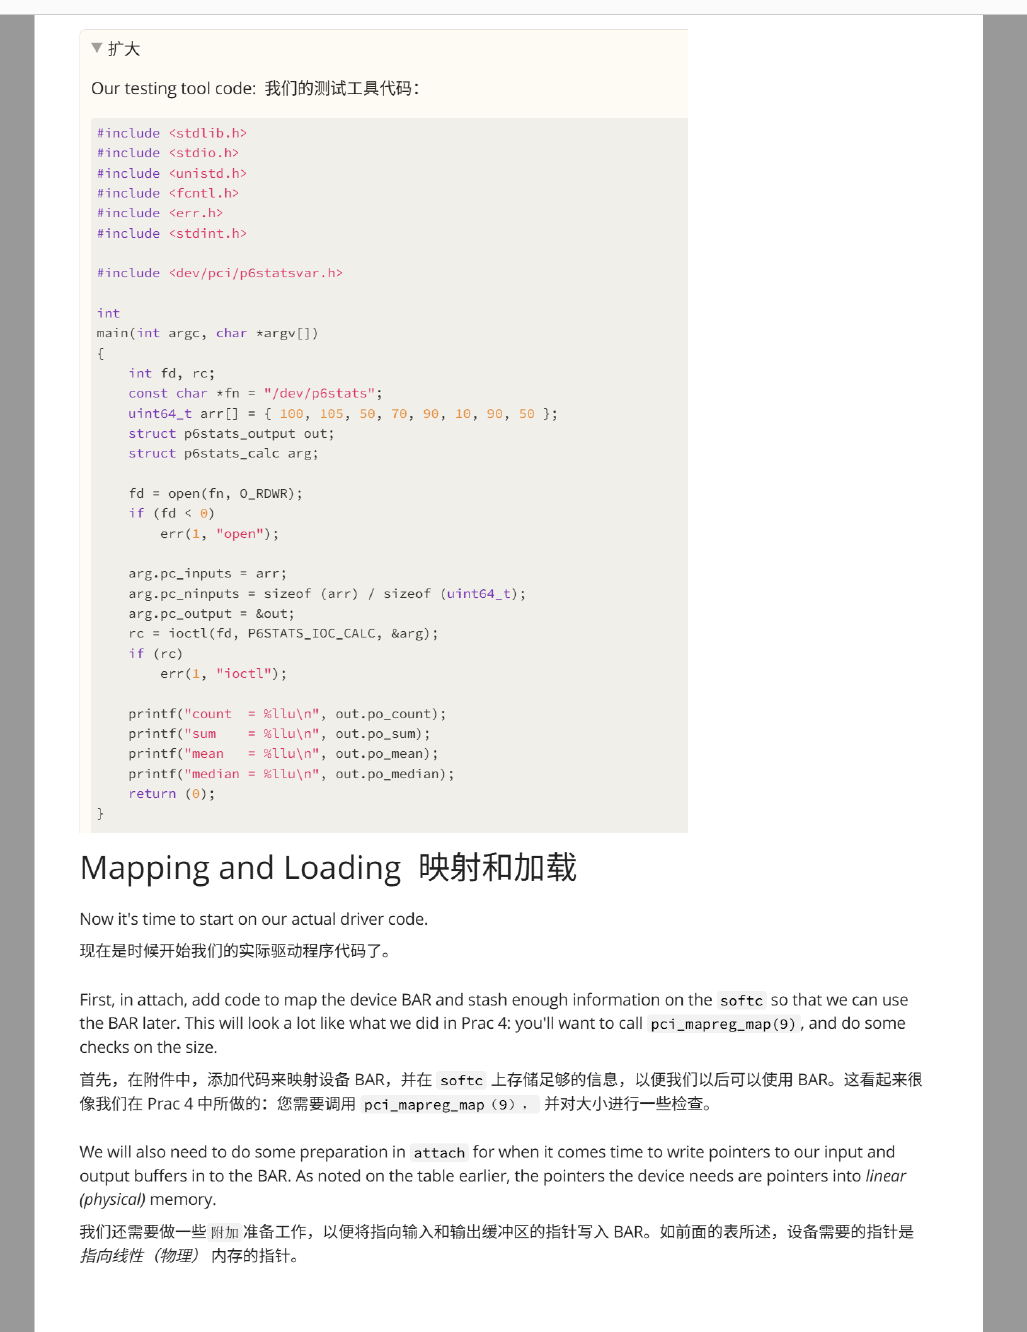 ▼ 扩大
Our testing tool code: 我们的测试工具代码：
#include <stdlib.h>
#include <stdio.h>
#include <unistd.h>
#include <fcntl.h>
#include <err.h>
#include <stdint.h>
#include <dev/pci/p6statsvar.h>
int
main(int argc, char *argv[])
{
    int fd, rc;
    const char *fn = "/dev/p6stats";
    uint64_t arr[] = { 100, 105, 50, 70, 90, 10, 90, 50 };
    struct p6stats_output out;
    struct p6stats_calc arg;
    fd = open(fn, O_RDWR);
    if (fd < 0)
        err(1, "open");
    arg.pc_inputs = arr;
    arg.pc_ninputs = sizeof (arr) / sizeof (uint64_t);
    arg.pc_output = &out;
    rc = ioctl(fd, P6STATS_IOC_CALC, &arg);
    if (rc)
        err(1, "ioctl");
    printf("count  = %llu\n", out.po_count);
    printf("sum    = %llu\n", out.po_sum);
    printf("mean   = %llu\n", out.po_mean);
    printf("median = %llu\n", out.po_median);
    return (0);
}
Mapping and Loading 映射和加载
Now it's time to start on our actual driver code.
现在是时候开始我们的实际驱动程序代码了。
First, in attach, add code to map the device BAR and stash enough information on the softc so that we can use
the BAR later. This will look a lot like what we did in Prac 4: you'll want to call pci_mapreg_map(9), and do some
checks on the size.
首先，在附件中，添加代码来映射设备 BAR，并在 softc 上存储足够的信息，以便我们以后可以使用 BAR。这看起来很
像我们在 Prac 4 中所做的：您需要调用 pci_mapreg_map（9）， 并对大小进行一些检查。
We will also need to do some preparation in attach for when it comes time to write pointers to our input and
output buffers in to the BAR. As noted on the table earlier, the pointers the device needs are pointers into linear
(physical) memory.
我们还需要做一些 附加 准备工作，以便将指向输入和输出缓冲区的指针写入 BAR。如前面的表所述，设备需要的指针是
指向线性（物理） 内存的指针。